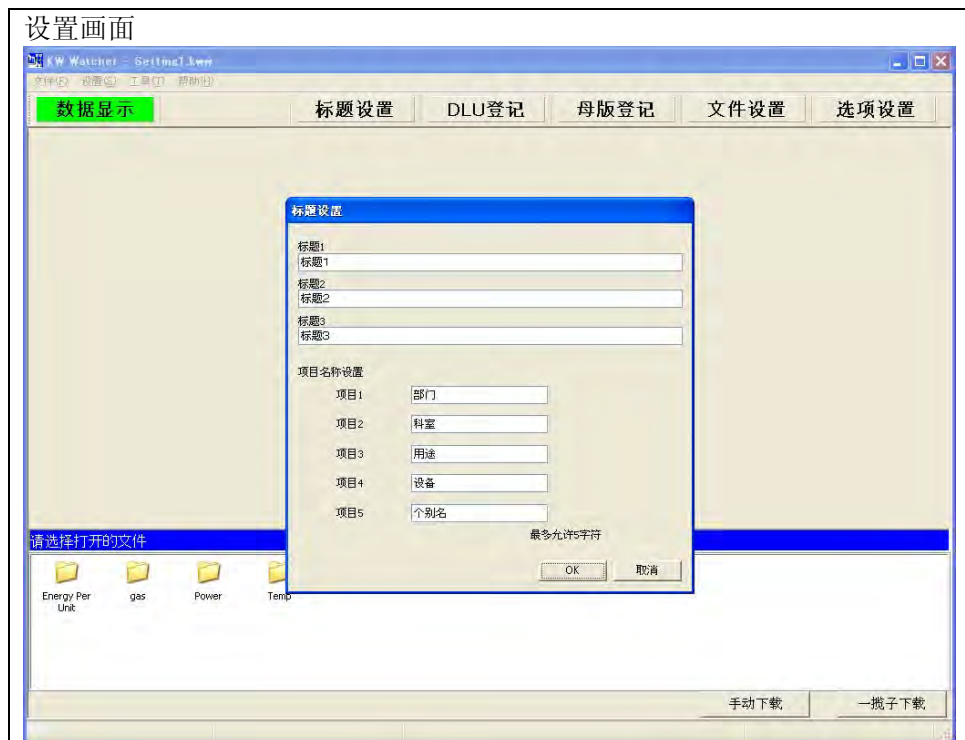 设置画面
KW Watcher - Setting1.kww
文件(F) 设置(S) 工具(T) 帮助(H)
数据显示 标题设置 DLU登记 母版登记 文件设置 选项设置
标题设置
标题1
标题1
标题2
标题2
标题3
标题3
项目名称设置
项目1 部门
项目2 科室
项目3 用途
项目4 设备
项目5 个别名
最多允许5字符
OK 取消
请选择打开的文件
Energy Per Unit gas Power Temp
手动下载 一揽子下载